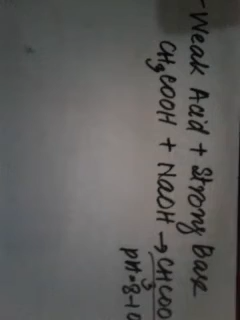 - Weak Acid + Strong Base
CH₃COOH + NaOH → CH₃COO
pH = 8-10